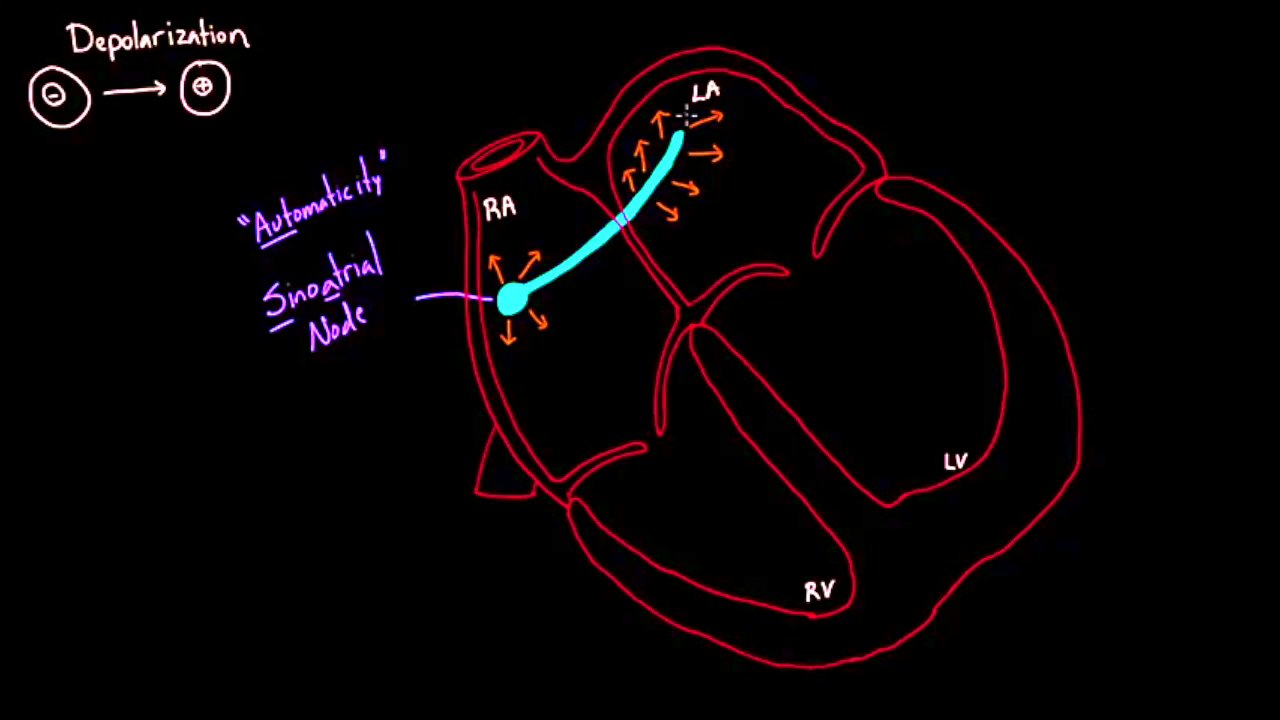 Depolarization
⊖ → ⊕
"Automaticity"
Sinoatrial
Node
RA
LA
LV
RV